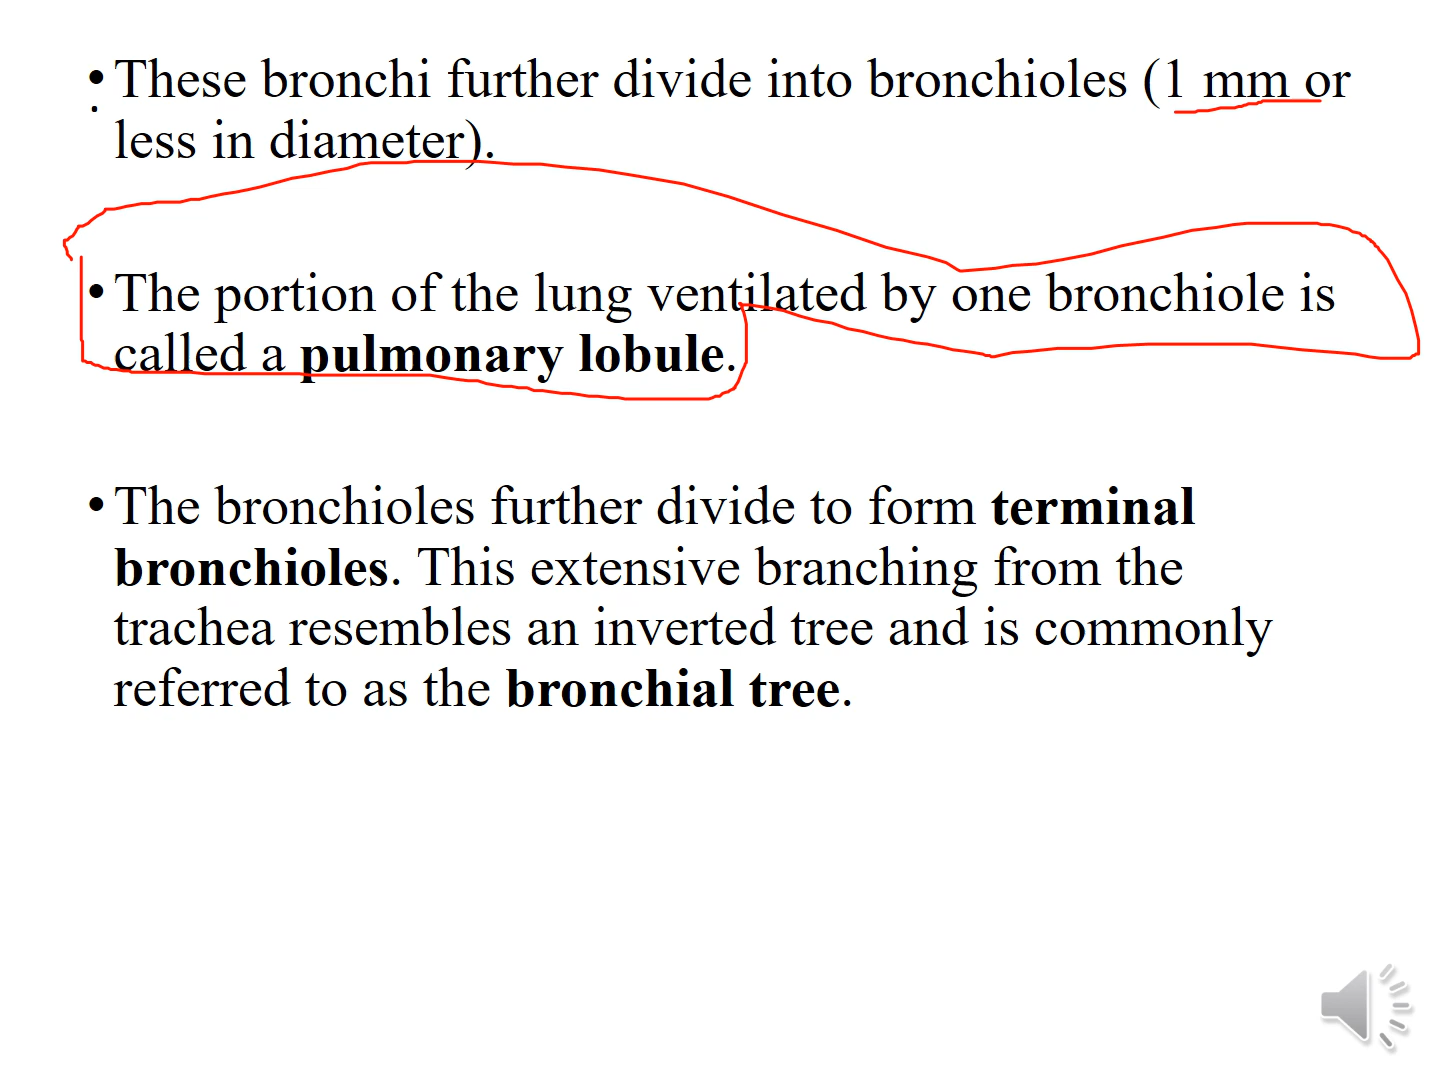 • These bronchi further divide into bronchioles (1 mm or
less in diameter).
• The portion of the lung ventilated by one bronchiole is
called a pulmonary lobule.
• The bronchioles further divide to form terminal
bronchioles. This extensive branching from the
trachea resembles an inverted tree and is commonly
referred to as the bronchial tree.